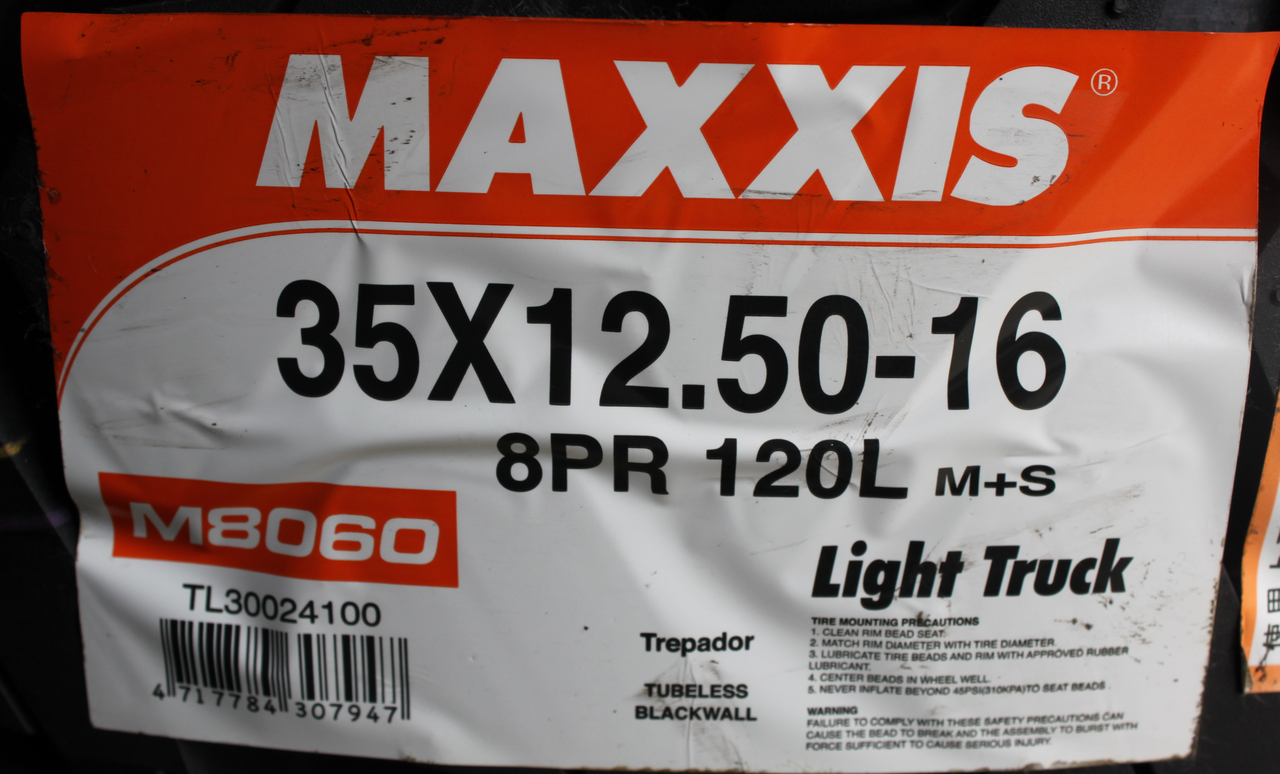 MAXXIS®
35X12.50-16
8PR 120L M+S
M8060
TL30024100
4 717784 307947
Light Truck
Trepador
TUBELESS
BLACKWALL
TIRE MOUNTING PRECAUTIONS
1. CLEAN RIM BEAD SEAT.
2. MATCH RIM DIAMETER WITH TIRE DIAMETER
3. LUBRICATE TIRE BEADS AND RIM WITH APPROVED RUBBER
LUBRICANT.
4. CENTER BEADS IN WHEEL WELL.
5. NEVER INFLATE BEYOND 45PSI(310KPA)TO SEAT BEADS
WARNING
FAILURE TO COMPLY WITH THESE SAFETY PRECAUTIONS CAN
CAUSE THE BEAD TO BREAK AND THE ASSEMBLY TO BURST WITH
FORCE SUFFICIENT TO CAUSE SERIOUS INJURY.